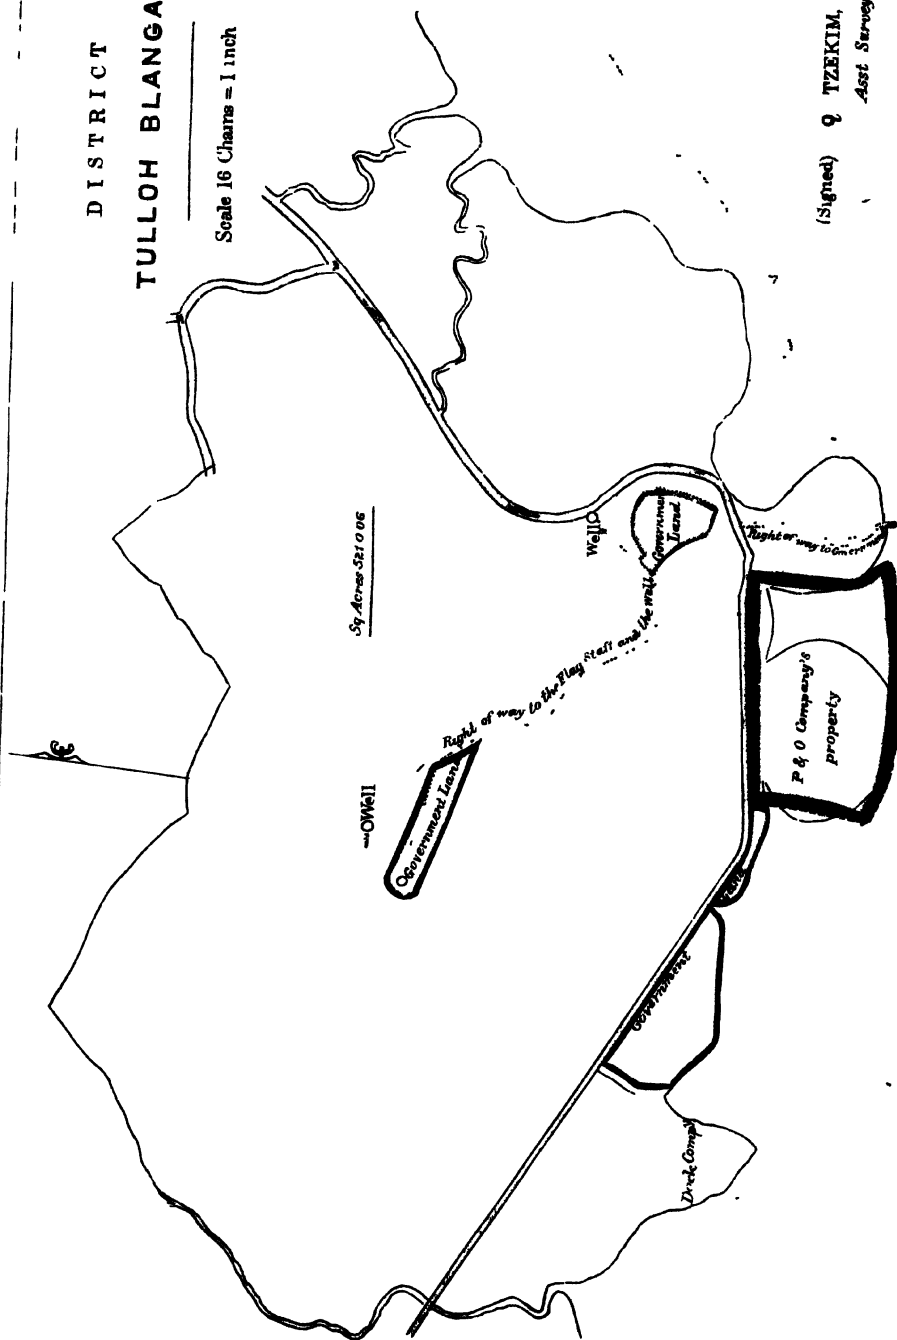 DISTRICT
TULLOH BLANGA
Scale 16 Chains = 1 inch
Sq Acres 521 0 06
Well
Government
Land
Right of way to
Right of way to the Flag Staff and the well
Well
Government Land
P & O Company's
property
Government
Dock Comp
(Signed)
TZEKIM,
Asst Survey